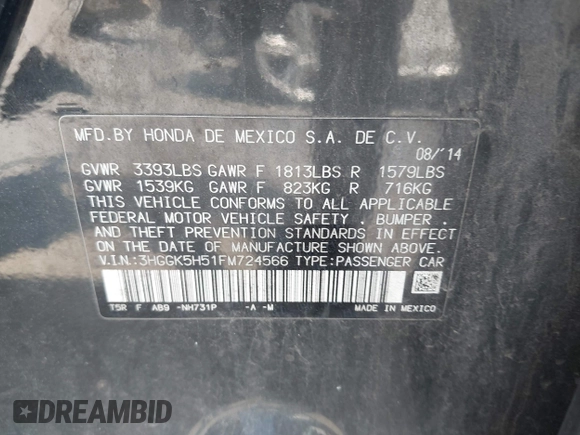 MFD.BY HONDA DE MEXICO S.A. DE C.V.
08/'14
GVWR 3393LBS GAWR F 1813LBS R 1579LBS
GVWR 1539KG GAWR F 823KG R 716KG
THIS VEHICLE CONFORMS TO ALL APPLICABLE
FEDERAL MOTOR VEHICLE SAFETY . BUMPER .
AND THEFT PREVENTION STANDARDS IN EFFECT
ON THE DATE OF MANUFACTURE SHOWN ABOVE.
V.I.N.:3HGGK5H51FM724566 TYPE:PASSENGER CAR
T5R F AB9 -NH731P -A -M MADE IN MEXICO
DREAMBID